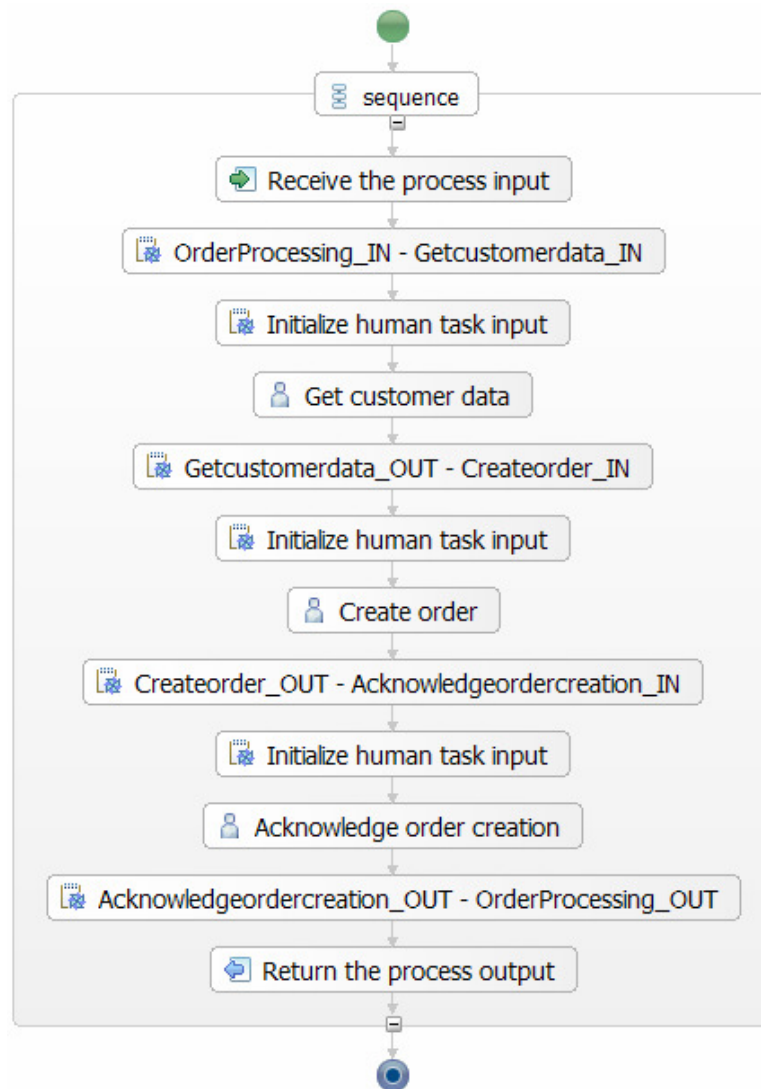 sequence
Receive the process input
OrderProcessing_IN - Getcustomerdata_IN
Initialize human task input
Get customer data
Getcustomerdata_OUT - Createorder_IN
Initialize human task input
Create order
Createorder_OUT - Acknowledgeordercreation_IN
Initialize human task input
Acknowledge order creation
Acknowledgeordercreation_OUT - OrderProcessing_OUT
Return the process output